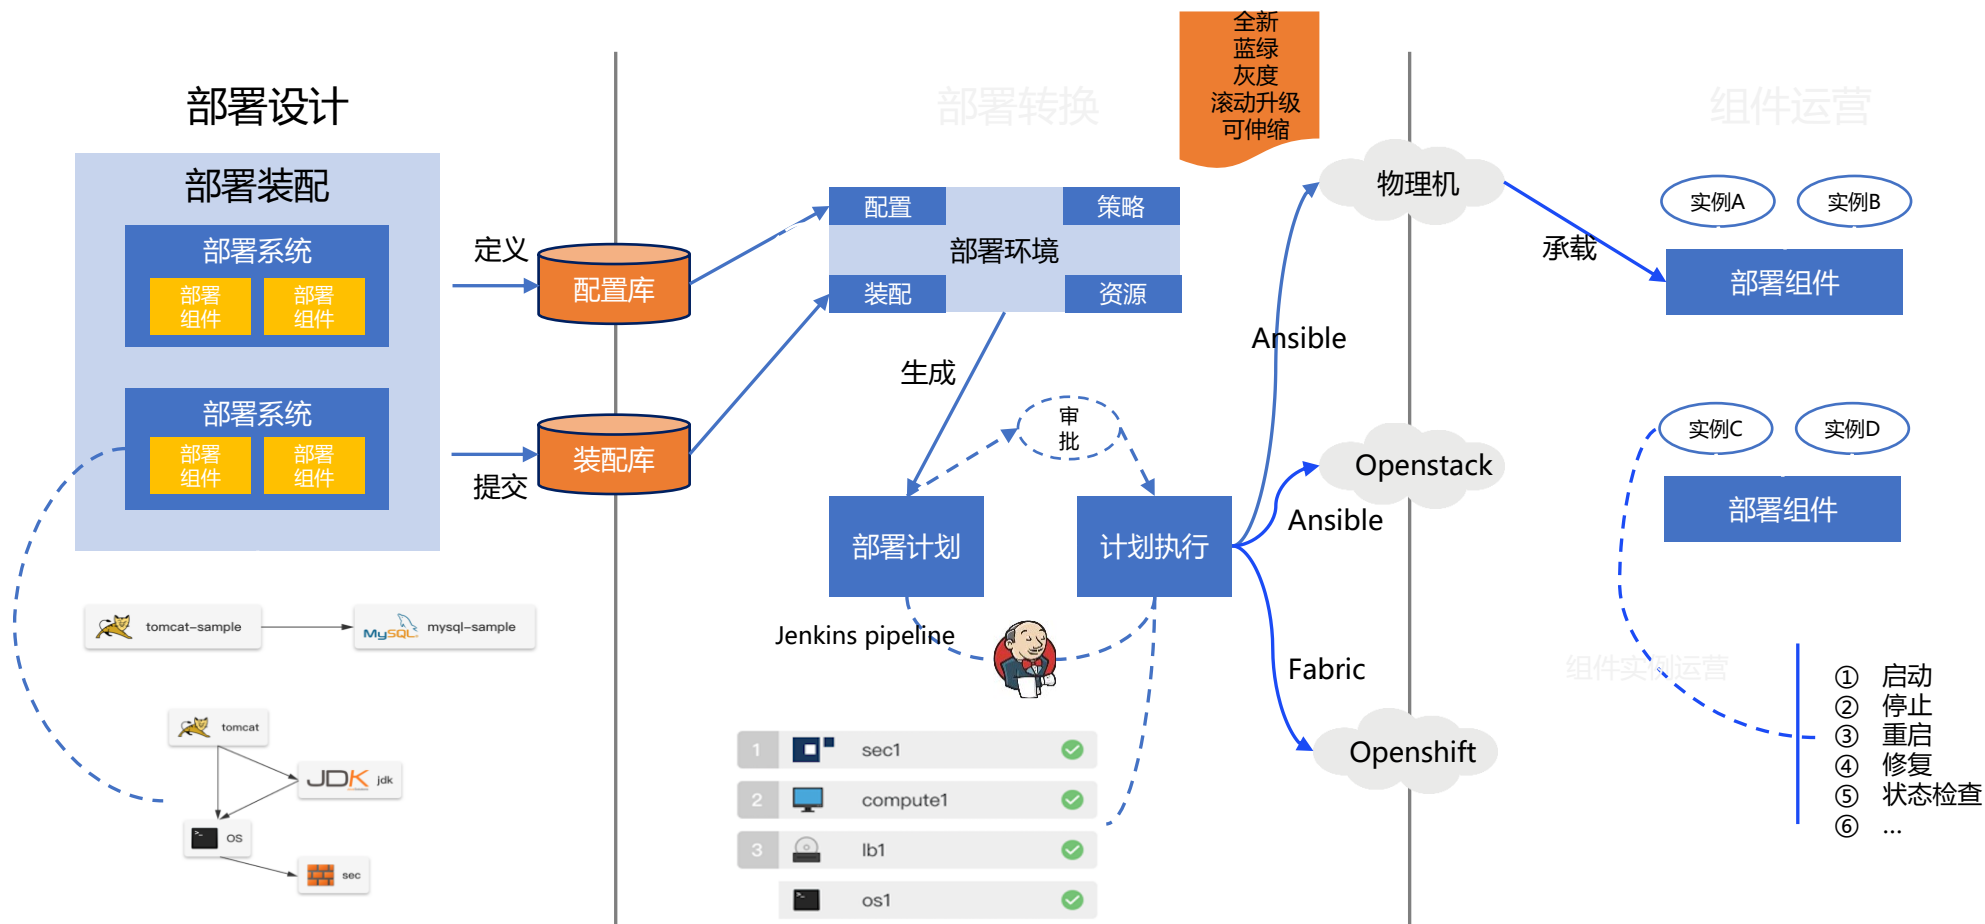 全新
蓝绿
灰度
滚动升级
可伸缩
部署设计
部署转换
组件运营
部署装配
部署系统
部署
组件
部署
组件
部署系统
部署
组件
部署
组件
定义
提交
配置库
装配库
配置
策略
部署环境
装配
资源
生成
审
批
部署计划
计划执行
Jenkins pipeline
Ansible
Ansible
Fabric
物理机
Openstack
Openshift
承载
实例A
实例B
部署组件
实例C
实例D
部署组件
组件实例运营
① 启动
② 停止
③ 重启
④ 修复
⑤ 状态检查
⑥ ...
tomcat-sample
MySQL
mysql-sample
tomcat
JDK
jdk
os
sec
1 sec1
2 compute1
3 lb1
os1